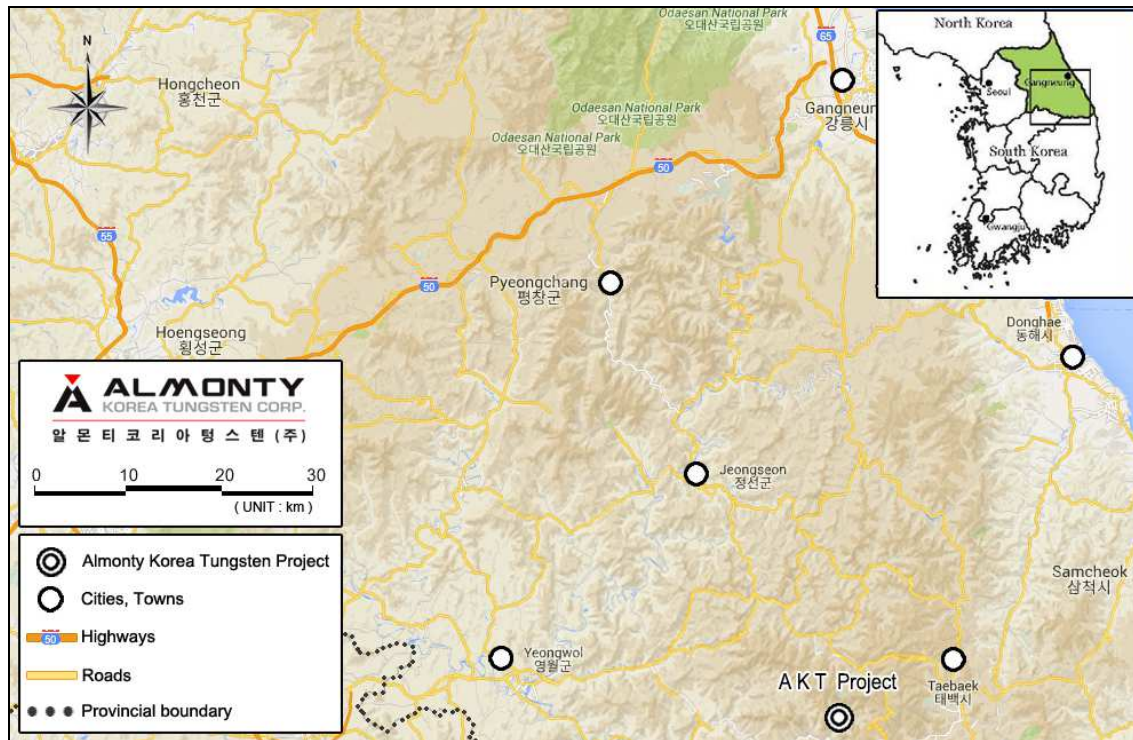 Odaesan National Park
오대산국립공원
65
N
North Korea
Hongcheon
홍천군
Gangneun
강릉시
Gangneung
Seoul
South Korea
Gwangju
Odaesan National Park
오대산국립공원
Odaesan National Park
오대산국립공원
50
55
50
Pyeongchang
평창군
Hoengseong
횡성군
Donghae
동해시
ALMONTY
KOREA TUNGSTEN CORP.
알몬티코리아텅스텐(주)
0 10 20 30
( UNIT : km )
Jeongseon
정선군
Almonty Korea Tungsten Project
Cities, Towns
50 Highways
Roads
Provincial boundary
Samcheok
삼척시
Yeongwol
영월군
A K T Project
Taebaek
태백시